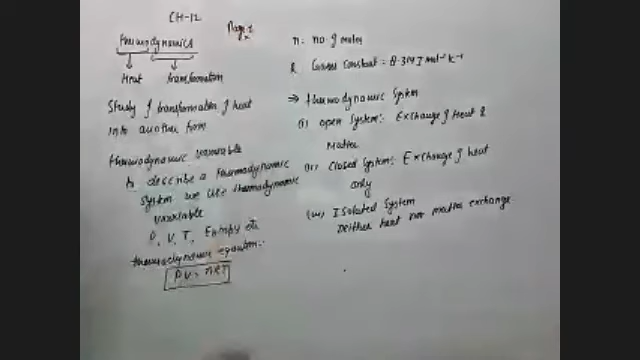 CH-12
Page 1
thermodynamics
Heat transformation
Study of transformation of heat
into another form
thermodynamic variable
to describe a thermodynamic
system we use thermodynamic
variable
P, V, T, Entropy etc
thermodynamic equation:-
PV = nRT
n = no of moles
R Gases Constant = 8.314 J mol⁻¹ K⁻¹
⇒ thermodynamic System
(i) open System:- Exchange of Heat &
Matter
(ii) Closed System:- Exchange of heat
only
(iii) Isolated System
neither heat nor matter exchange.